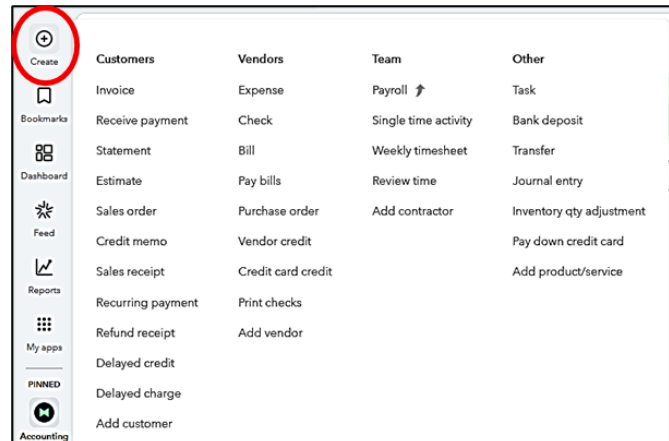 Create
Bookmarks
Dashboard
Feed
Reports
My apps
PINNED
Accounting
Customers
Invoice
Receive payment
Statement
Estimate
Sales order
Credit memo
Sales receipt
Recurring payment
Refund receipt
Delayed credit
Delayed charge
Add customer
Vendors
Expense
Check
Bill
Pay bills
Purchase order
Vendor credit
Credit card credit
Print checks
Add vendor
Team
Payroll
Single time activity
Weekly timesheet
Review time
Add contractor
Other
Task
Bank deposit
Transfer
Journal entry
Inventory qty adjustment
Pay down credit card
Add product/service